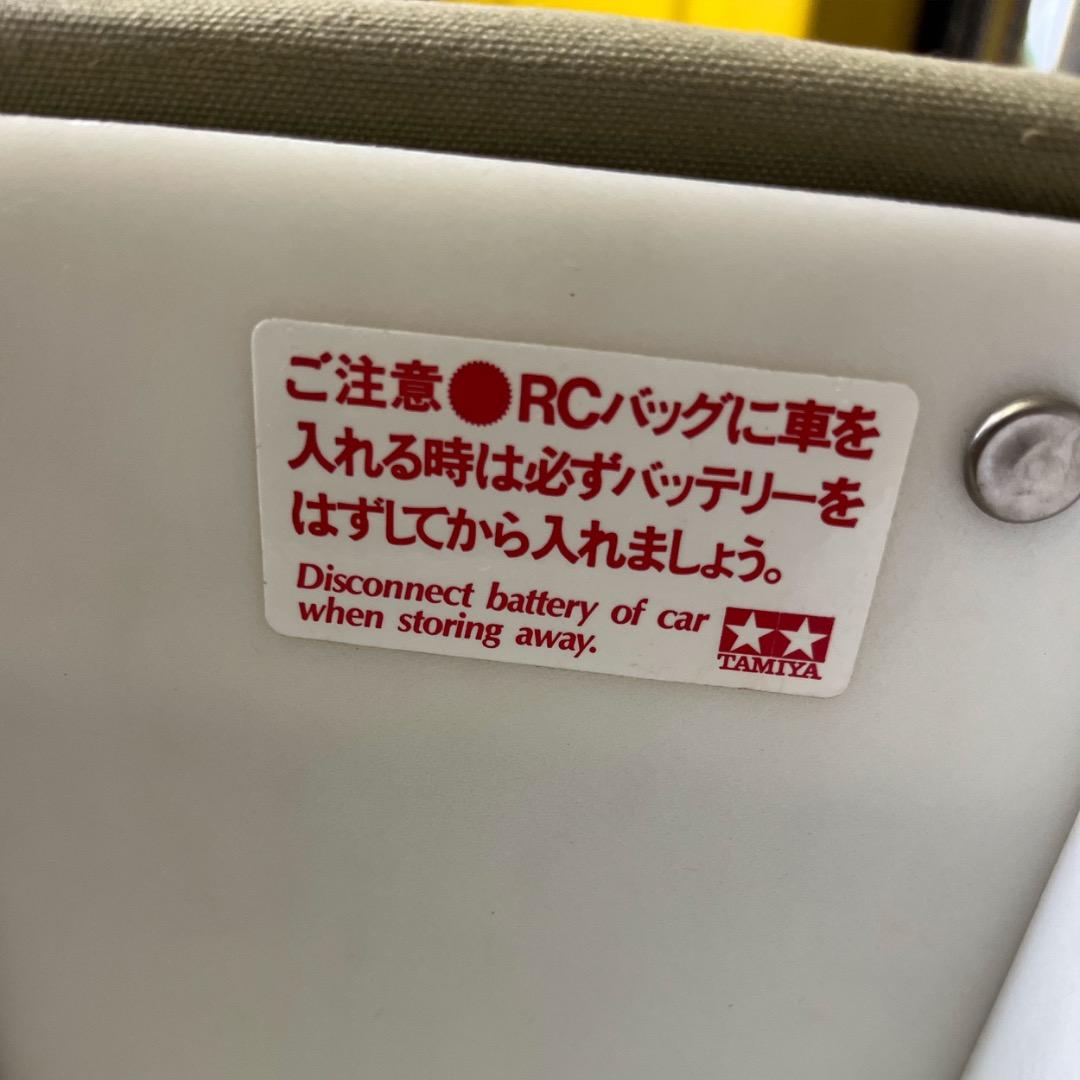 ご注意●RCバッグに車を
入れる時は必ずバッテリーを
はずしてから入れましょう。
Disconnect battery of car
when storing away.
TAMIYA